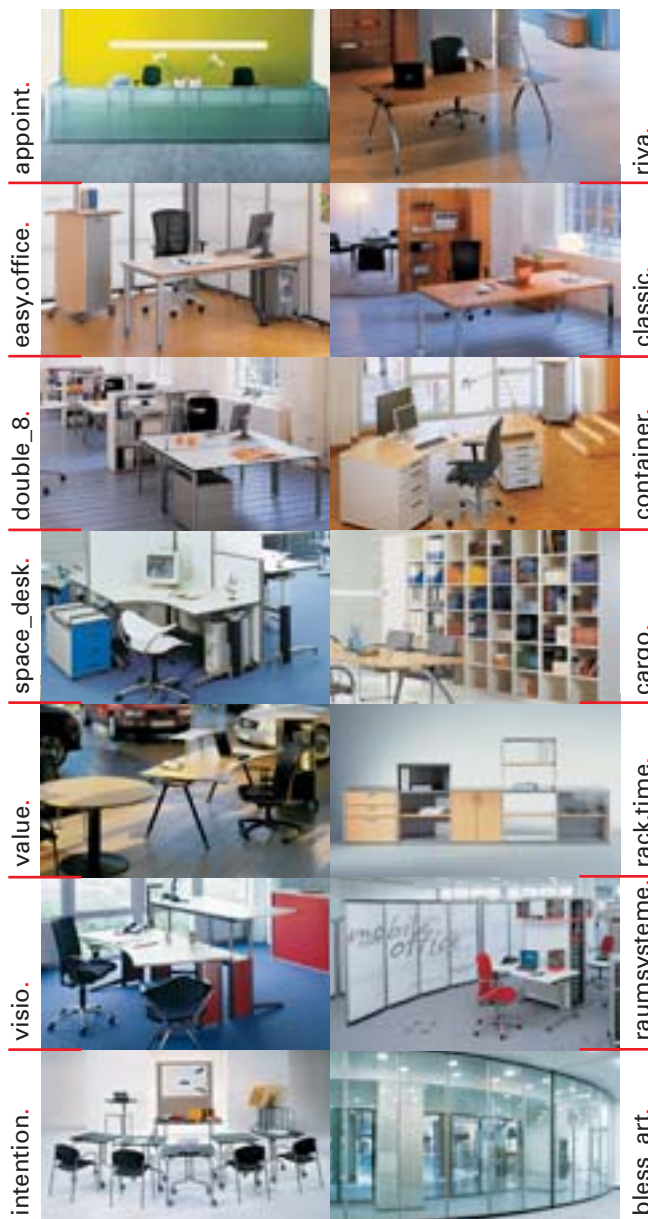 appoint.
riva.
easy.office.
classic.
double_8.
container.
space_desk.
cargo.
value.
rack.time.
visio.
raumsysteme.
mobile
office
intention.
bless_art.